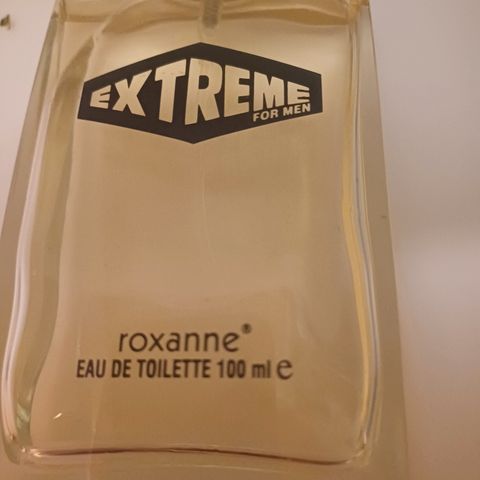 EXTREME
FOR MEN
roxanne®
EAU DE TOILETTE 100 ml e